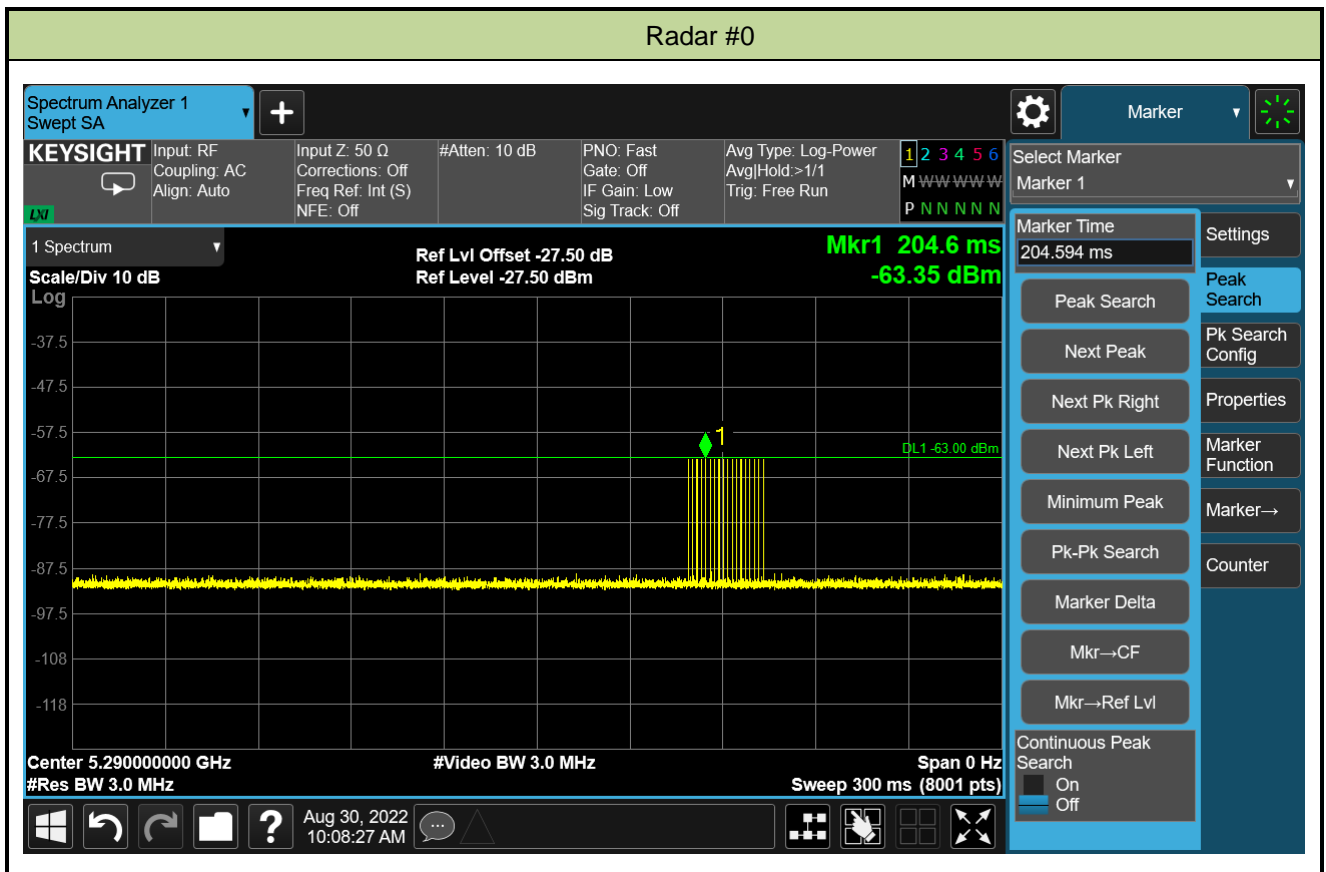 Radar #0
Spectrum Analyzer 1
Swept SA
Marker
KEYSIGHT
LXI
Input: RF
Coupling: AC
Align: Auto
Input Z: 50 Ω
Corrections: Off
Freq Ref: Int (S)
NFE: Off
#Atten: 10 dB
PNO: Fast
Gate: Off
IF Gain: Low
Sig Track: Off
Avg Type: Log-Power
Avg|Hold:>1/1
Trig: Free Run
1 2 3 4 5 6
M W W W W W
P N N N N N
Select Marker
Marker 1
1 Spectrum
Ref Lvl Offset -27.50 dB
Mkr1 204.6 ms
Scale/Div 10 dB
Ref Level -27.50 dBm
-63.35 dBm
Log
-37.5
-47.5
-57.5
-67.5
-77.5
-87.5
-97.5
-108
-118
1
DL1 -63.00 dBm
Center 5.290000000 GHz
#Video BW 3.0 MHz
Span 0 Hz
#Res BW 3.0 MHz
Sweep 300 ms (8001 pts)
Marker Time
204.594 ms
Peak Search
Next Peak
Next Pk Right
Next Pk Left
Minimum Peak
Pk-Pk Search
Marker Delta
Mkr→CF
Mkr→Ref Lvl
Continuous Peak
Search
On
Off
Settings
Peak
Search
Pk Search
Config
Properties
Marker
Function
Marker→
Counter
?
Aug 30, 2022
10:08:27 AM